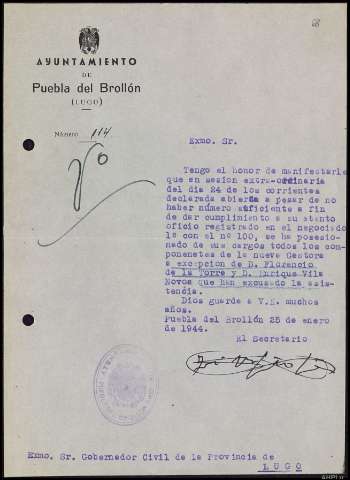 68
AYUNTAMIENTO
DE
Puebla del Brollón
(LUGO)
Número 114
Exmo. Sr.
Tengo el honor de manifestarle
que en sesion extra-ordinaria
del dia 24 de los corrientes
declarada abierta a pesar de no
haber número suficiente a fin
de dar cumplimiento a su atento
oficio registrado en el negociado
1º con el nº 100, se ha posesio-
nado de sus cargos todos los com-
ponentes de la nueva Gestora
a excepcion de D. Florencio
de la Torre y D. Enrique Vila
Novoa que han excusado la asis-
tencia.
Dios guarde a V.E. muchos
años.
Puebla del Brollón 25 de enero
de 1944.
El Secretario
Exmo. Sr. Gobernador Civil de la Provincia de
LUGO